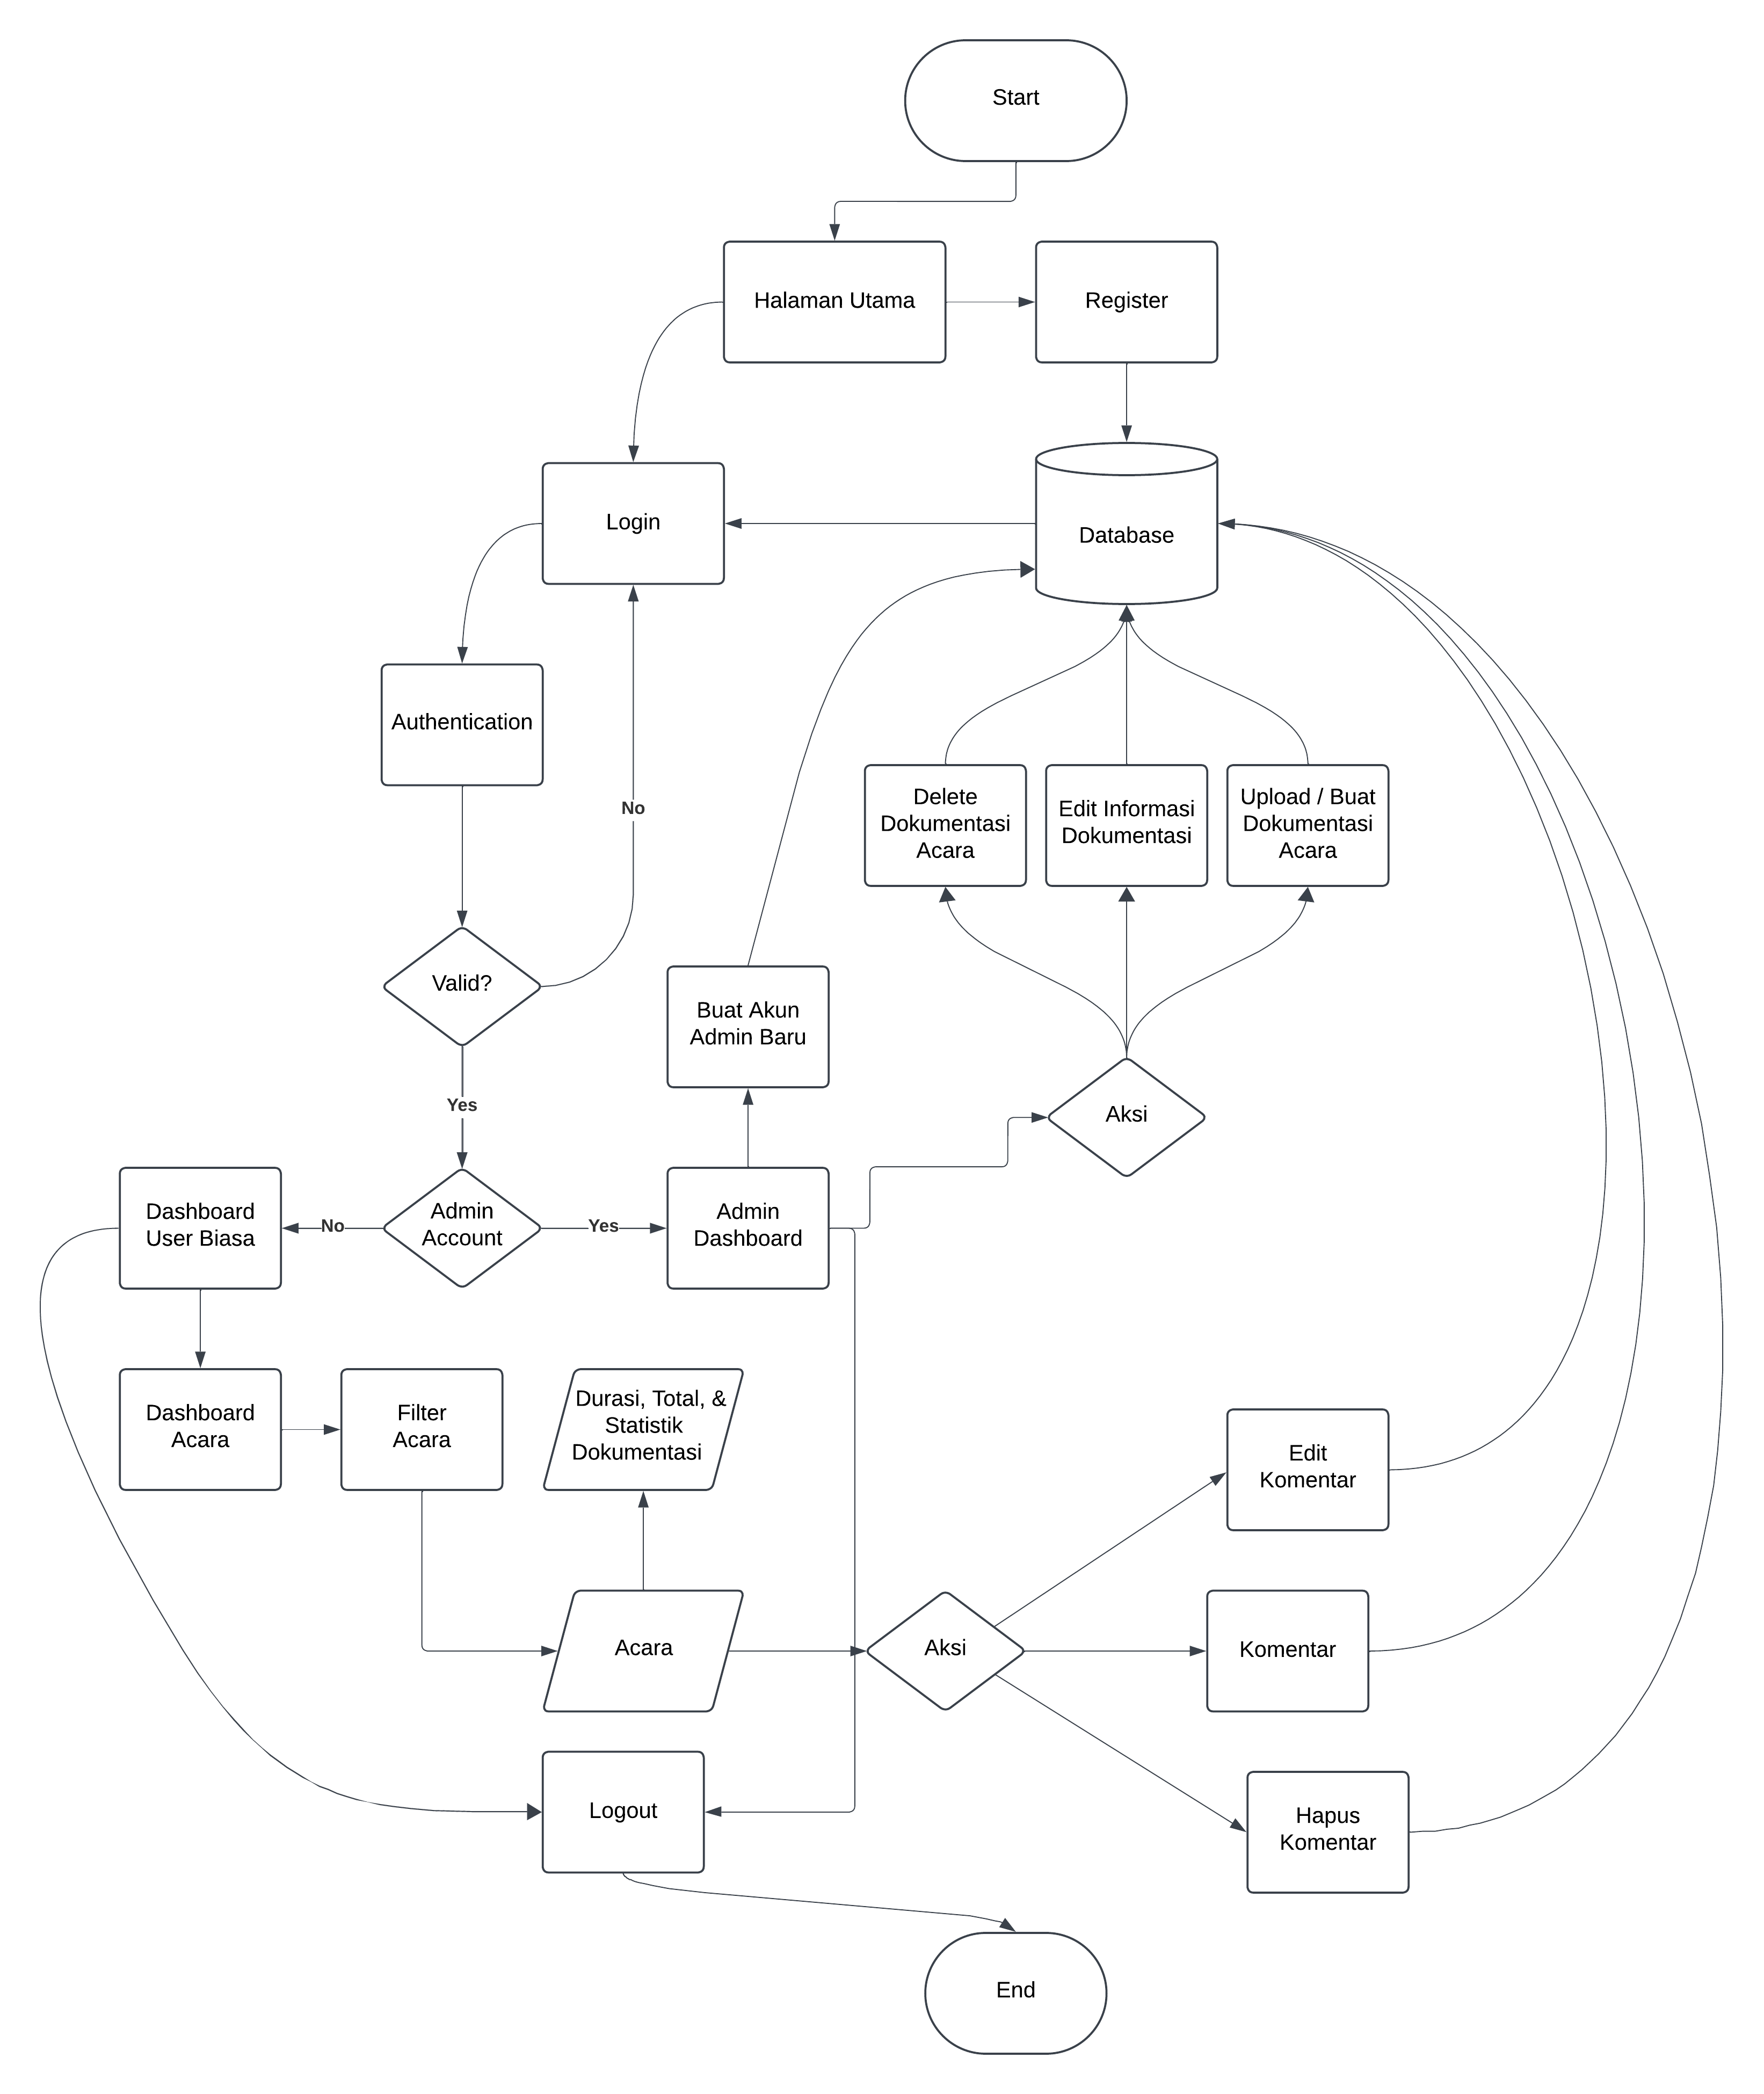 Start
Halaman Utama
Register
Login
Database
Authentication
No
Delete
Dokumentasi
Acara
Edit Informasi
Dokumentasi
Upload / Buat
Dokumentasi
Acara
Valid?
Buat Akun
Admin Baru
Yes
Aksi
Dashboard
User Biasa
No
Admin
Account
Yes
Admin
Dashboard
Dashboard
Acara
Filter
Acara
Durasi, Total, &
Statistik
Dokumentasi
Edit
Komentar
Acara
Aksi
Komentar
Logout
Hapus
Komentar
End